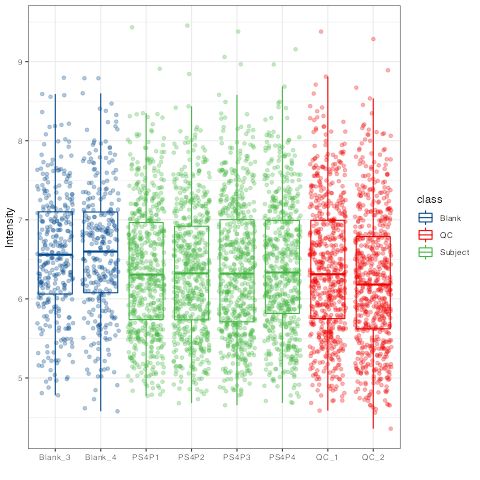 Intensity
9
8
7
6
5
Blank_3 Blank_4 PS4P1 PS4P2 PS4P3 PS4P4 QC_1 QC_2
class
Blank
QC
Subject